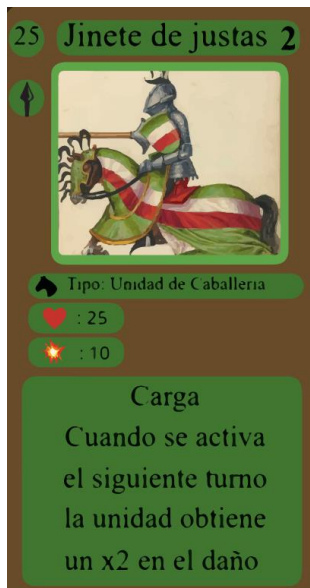 25 Jinete de justas 2
Tipo: Unidad de Caballeria
: 25
: 10
Carga
Cuando se activa
el siguiente turno
la unidad obtiene
un x2 en el daño